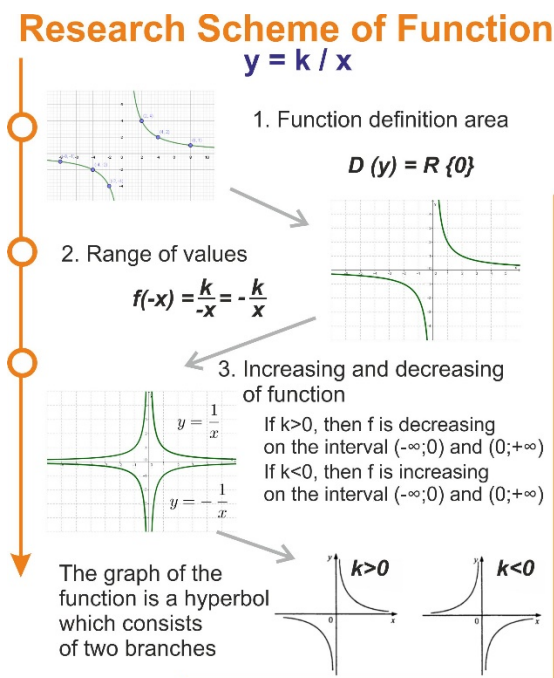 Research Scheme of Function
y = k / x
1. Function definition area
D (y) = R {0}
2. Range of values
f(-x) = k/-x = - k/x
3. Increasing and decreasing
of function
If k>0, then f is decreasing
on the interval (-∞;0) and (0;+∞)
If k<0, then f is increasing
on the interval (-∞;0) and (0;+∞)
y = 1/x
y = - 1/x
The graph of the
function is a hyperbol
which consists
of two branches
k>0
y
0
x
k<0
y
0
x